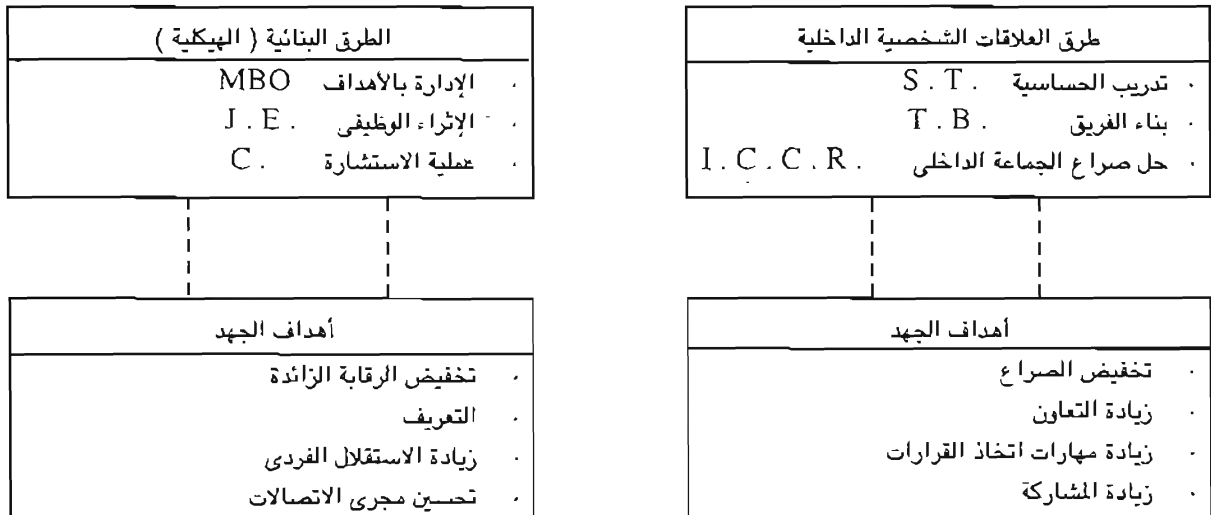 طرق العلاقات الشخصية الداخلية
· تدريب الحساسية S . T .
· بناء الفريق T . B .
· حل صراع الجماعة الداخلى I . C . C . R .
الطرق البنائية ( الهيكلية )
· الإدارة بالأهداف MBO
· الإثراء الوظيفى J . E .
· عملية الاستشارة C .
أهداف الجهد
· تخفيض الصراع
· زيادة التعاون
· زيادة مهارات اتخاذ القرارات
· زيادة المشاركة
أهداف الجهد
· تخفيض الرقابة الزائدة
· التعريف
· زيادة الاستقلال الفردى
· تحسين مجرى الاتصالات